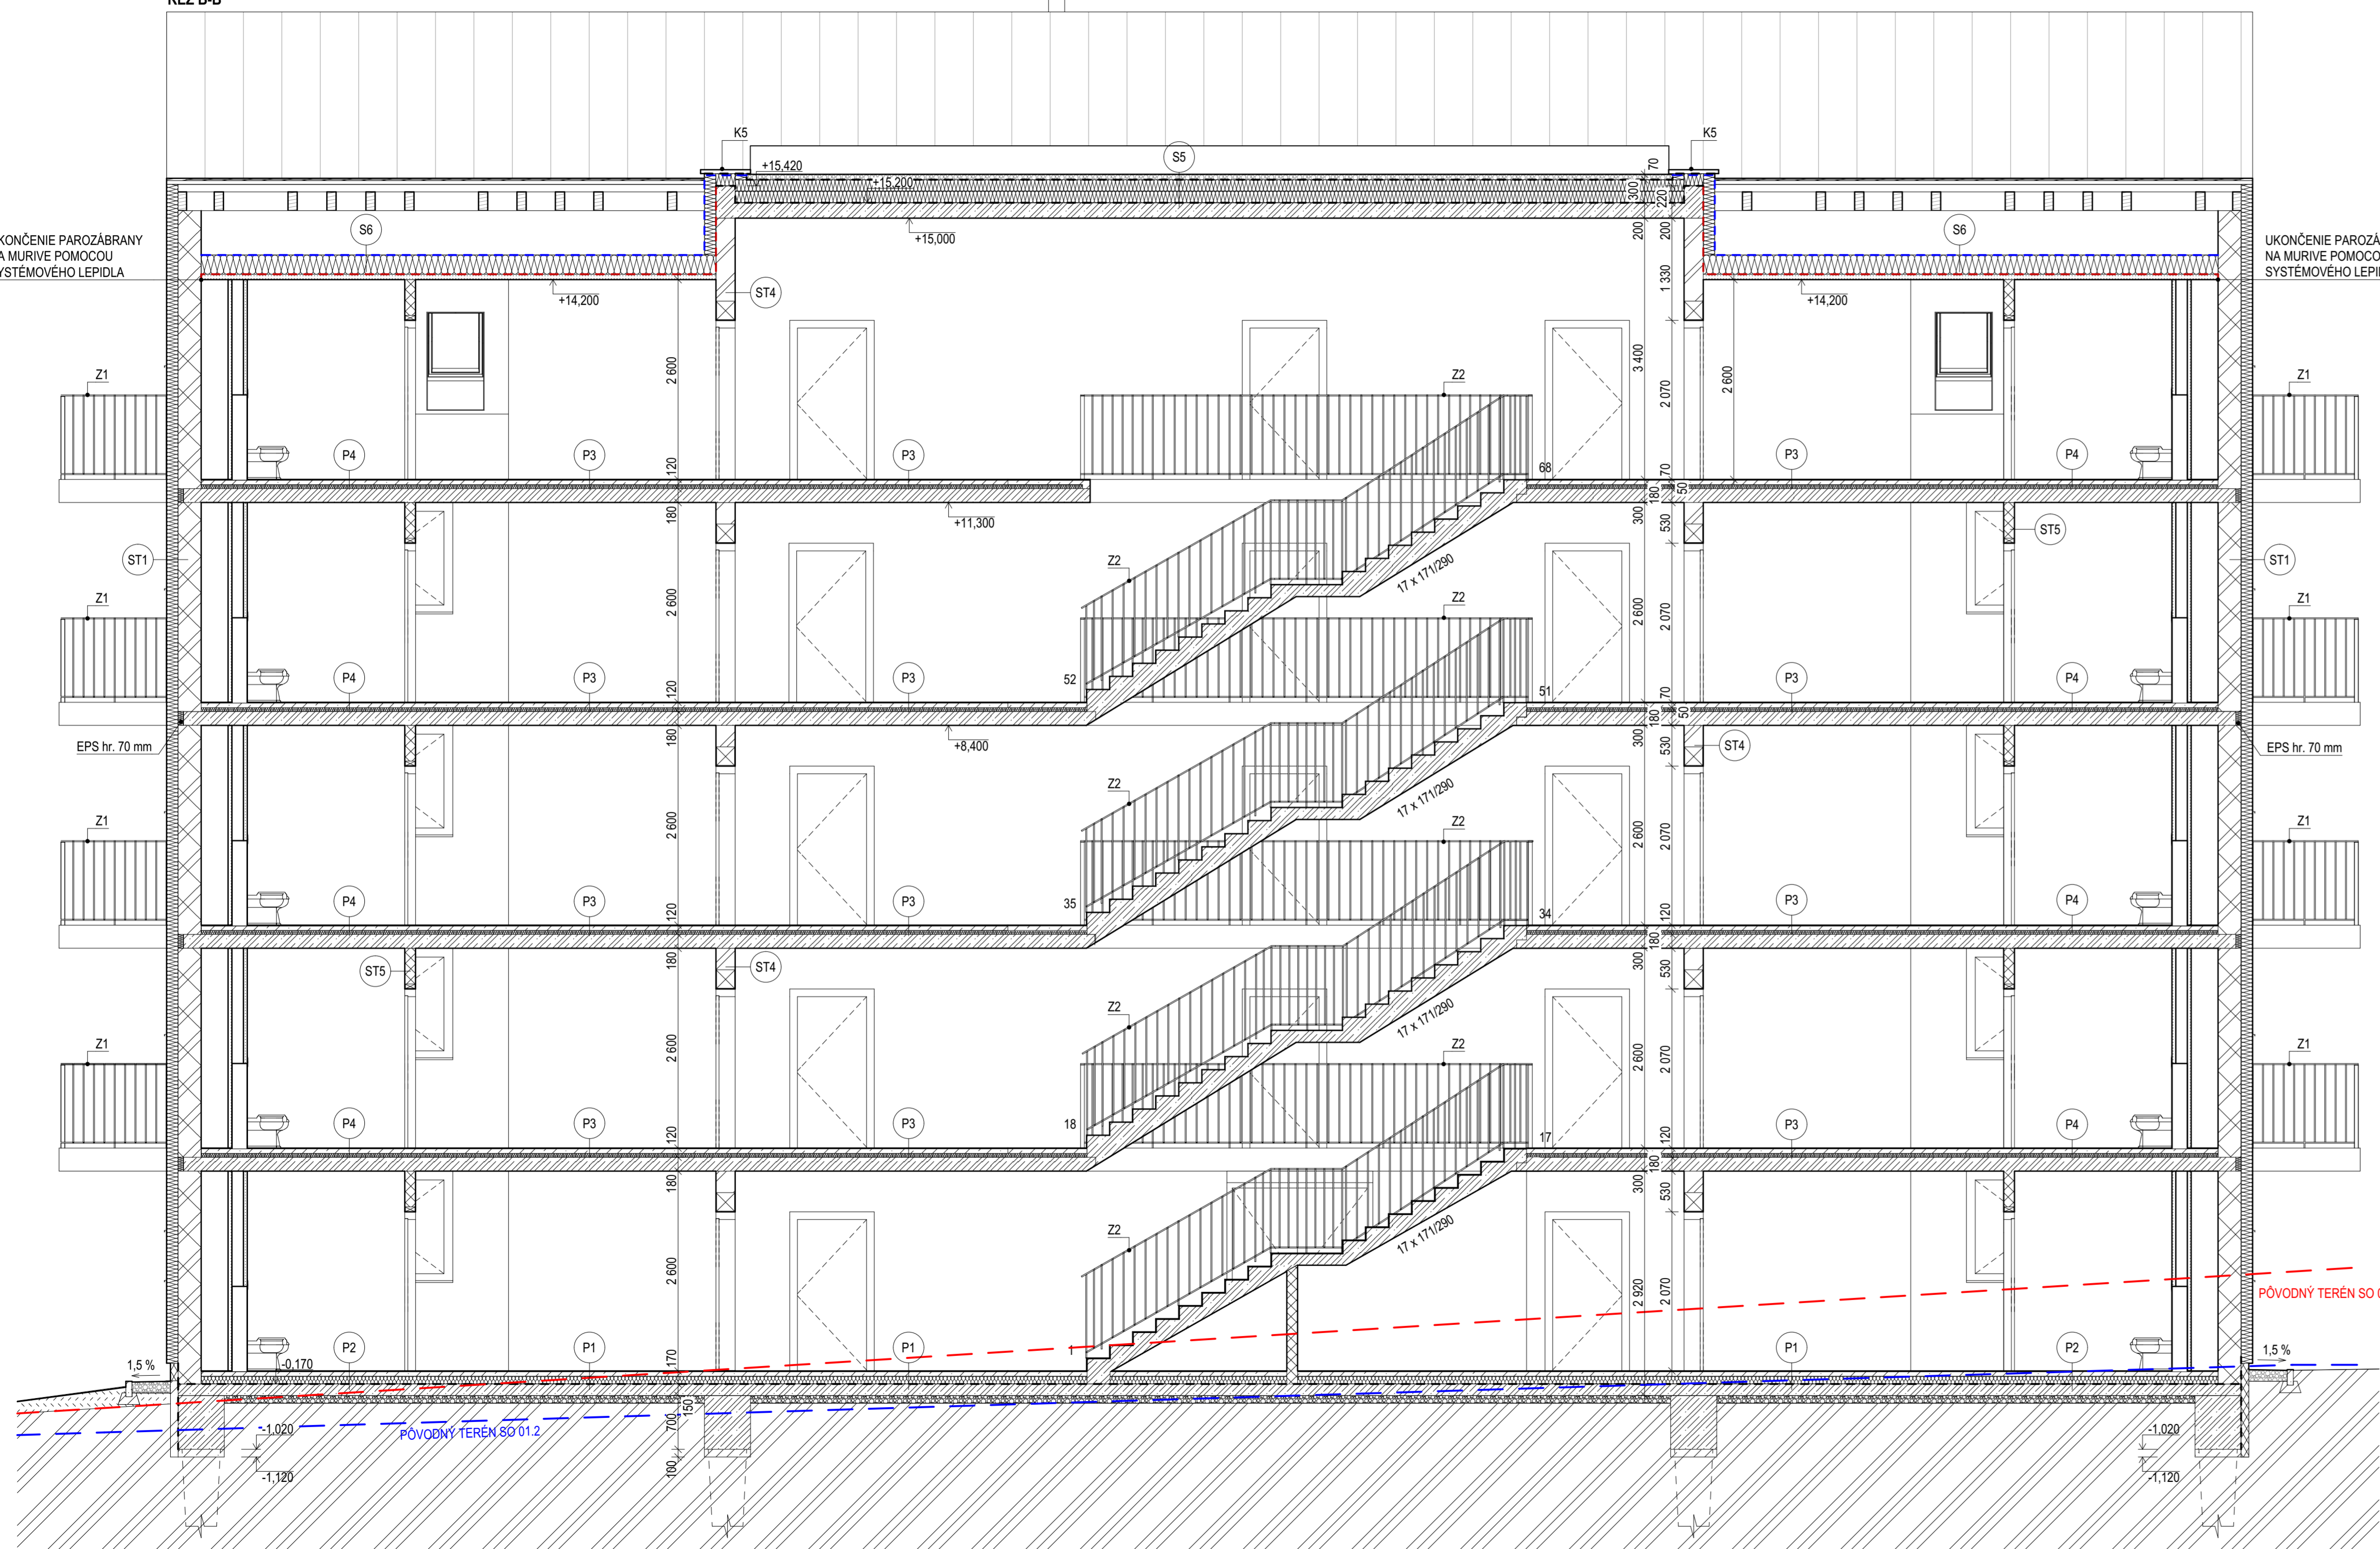 REZ B-B
K5
K5
+15,420
S5
70
+15,200
300
220
S6
S6
+15,000
200
200
KONČENIE PAROZÁBRANY
A MURIVE POMOCOU
YSTÉMOVÉHO LEPIDLA
UKONČENIE PAROZÁ
NA MURIVE POMOCO
SYSTÉMOVÉHO LEPI
1 330
ST4
+14,200
+14,200
2 600
3 400
2 070
2 600
Z1
Z2
Z1
P4
P3
P3
P3
P4
120
68
70
180
50
180
300
530
+11,300
ST5
ST1
ST1
Z2
17 x 171/290
Z1
2 600
Z2
2 600
2 070
Z1
P4
P3
P3
P3
P4
52
120
51
70
180
50
EPS hr. 70 mm
180
+8,400
300
530
ST4
EPS hr. 70 mm
Z2
17 x 171/290
Z1
2 600
Z2
2 600
2 070
Z1
P4
P3
P3
P3
P4
35
120
34
120
180
180
300
530
ST5
ST4
Z2
17 x 171/290
Z1
2 600
Z2
2 600
2 070
Z1
P4
P3
P3
P3
P4
18
120
17
120
180
180
300
530
Z2
17 x 171/290
2 600
2 920
2 070
PÔVODNÝ TERÉN SO
P2
P1
P1
P1
P2
1
1,5 %
-0,170
170
1,5 %
150
700
-1,020
PÔVODNÝ TERÉN SO 01.2
-1,020
100
-1,120
-1,120